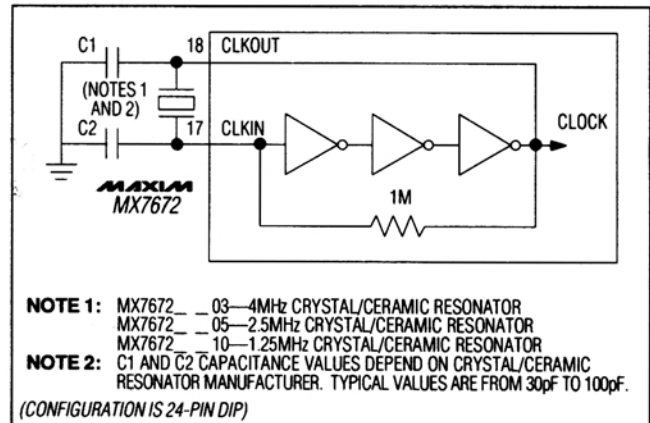 C1
18 CLKOUT
(NOTES 1
AND 2)
C2
17 CLKIN
CLOCK
1M
MAXIM
MX7672
NOTE 1: MX7672_ _ 03—4MHz CRYSTAL/CERAMIC RESONATOR
MX7672_ _ 05—2.5MHz CRYSTAL/CERAMIC RESONATOR
MX7672_ _ 10—1.25MHz CRYSTAL/CERAMIC RESONATOR
NOTE 2: C1 AND C2 CAPACITANCE VALUES DEPEND ON CRYSTAL/CERAMIC
RESONATOR MANUFACTURER. TYPICAL VALUES ARE FROM 30pF TO 100pF.
(CONFIGURATION IS 24-PIN DIP)